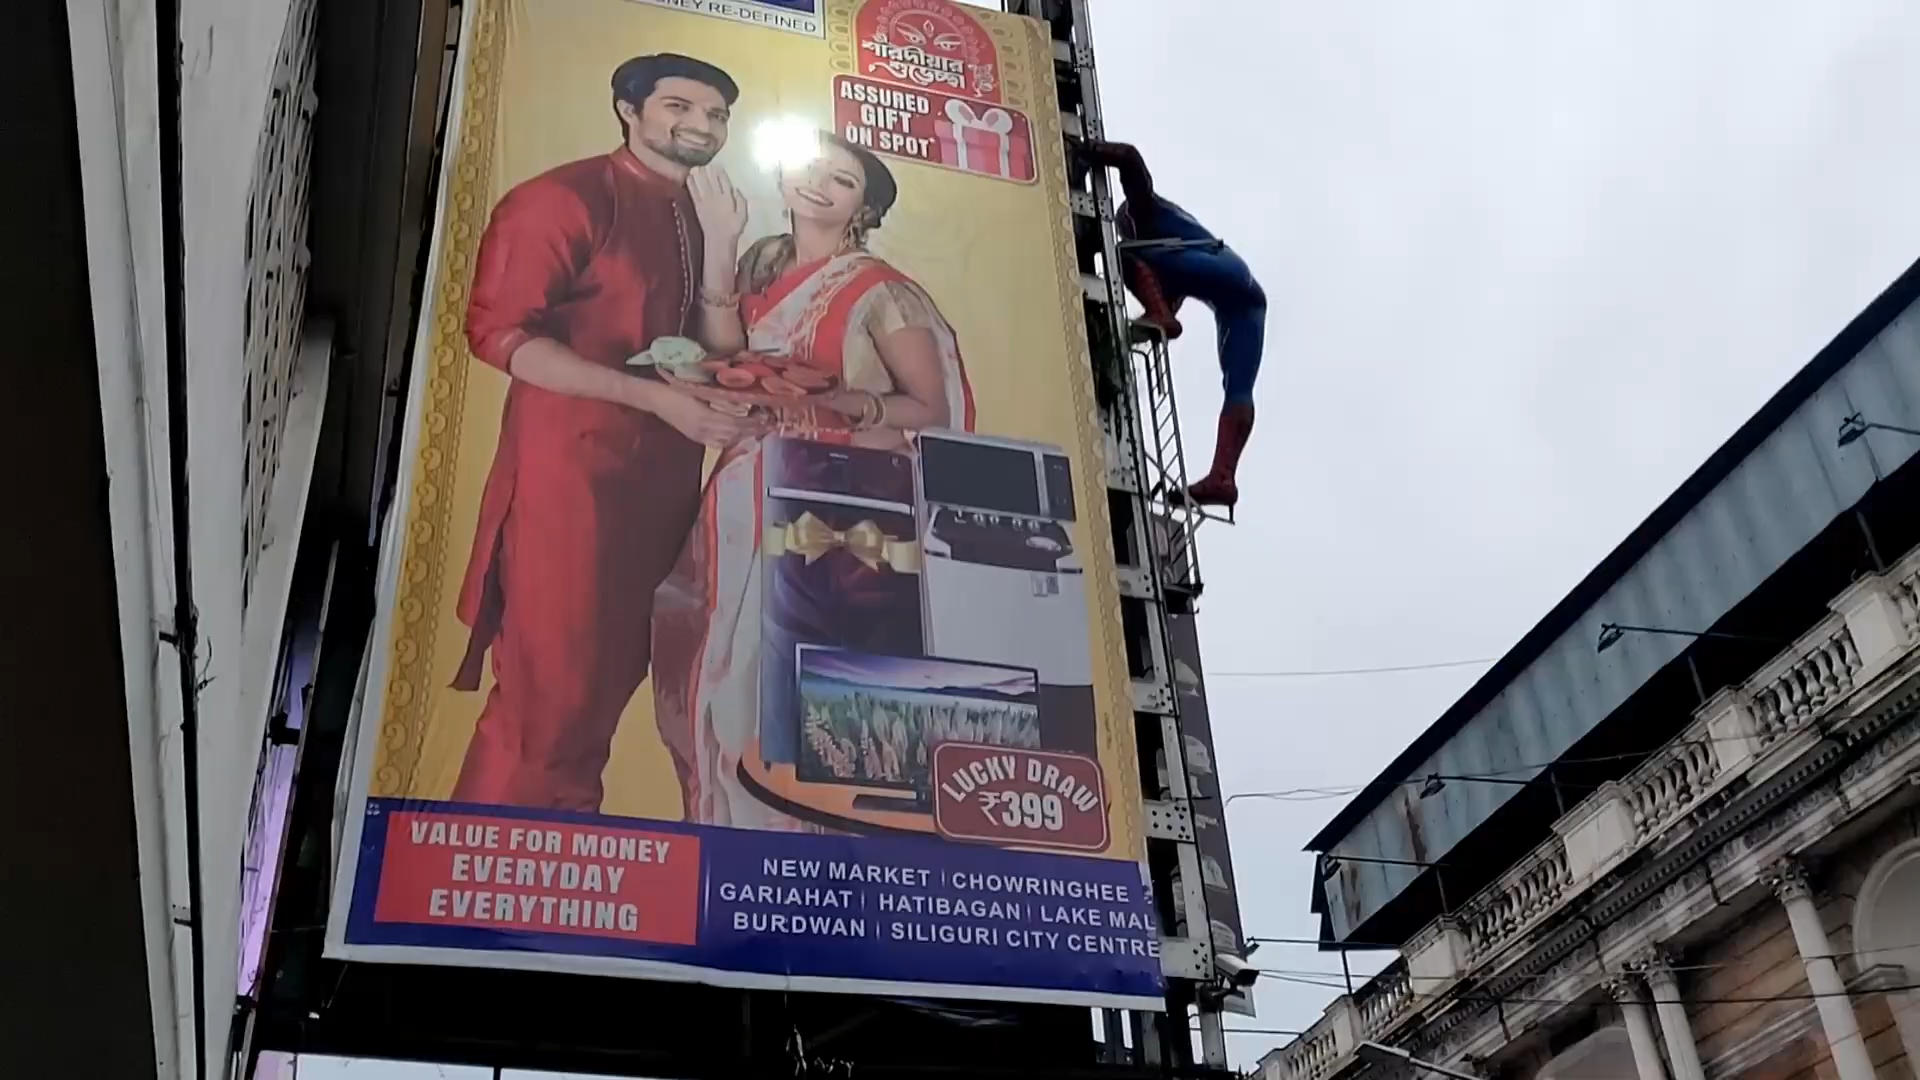 NEY RE-DEFINED
শারদীয়ার
শুভেচ্ছা
ASSURED
GIFT
ON SPOT*
LUCKY DRAW
₹399
VALUE FOR MONEY
EVERYDAY
EVERYTHING
NEW MARKET | CHOWRINGHEE
GARIAHAT | HATIBAGAN | LAKE MAL
BURDWAN | SILIGURI CITY CENTRE